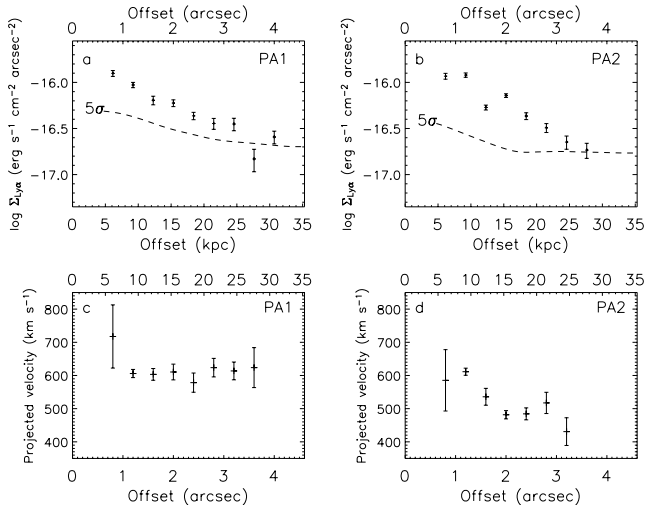 Offset (arcsec)
Offset (arcsec)
0 2 4 6
0 2 4 6
a PA1
b PA2
−16.0
−16.0
5σ
5σ
−16.5
−16.5
−17.0
−17.0
log Σ_Lyα (erg s⁻¹ cm⁻² arcsec⁻²)
log Σ_Lyα (erg s⁻¹ cm⁻² arcsec⁻²)
0 5 10 15 20 25 30 35
0 5 10 15 20 25 30 35
Offset (kpc)
Offset (kpc)
0 5 10 15 20 25 30 35
0 5 10 15 20 25 30 35
c PA1
d PA2
800
800
700
700
600
600
500
500
400
400
Projected velocity (km s⁻¹)
Projected velocity (km s⁻¹)
0 1 2 3 4
0 1 2 3 4
Offset (arcsec)
Offset (arcsec)